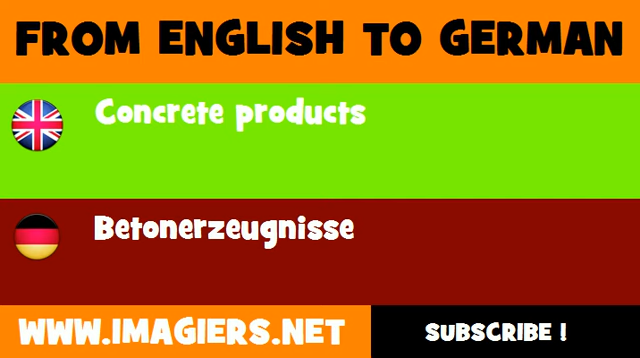 FROM ENGLISH TO GERMAN
Concrete products
Betonerzeugnisse
WWW.IMAGIERS.NET
SUBSCRIBE !